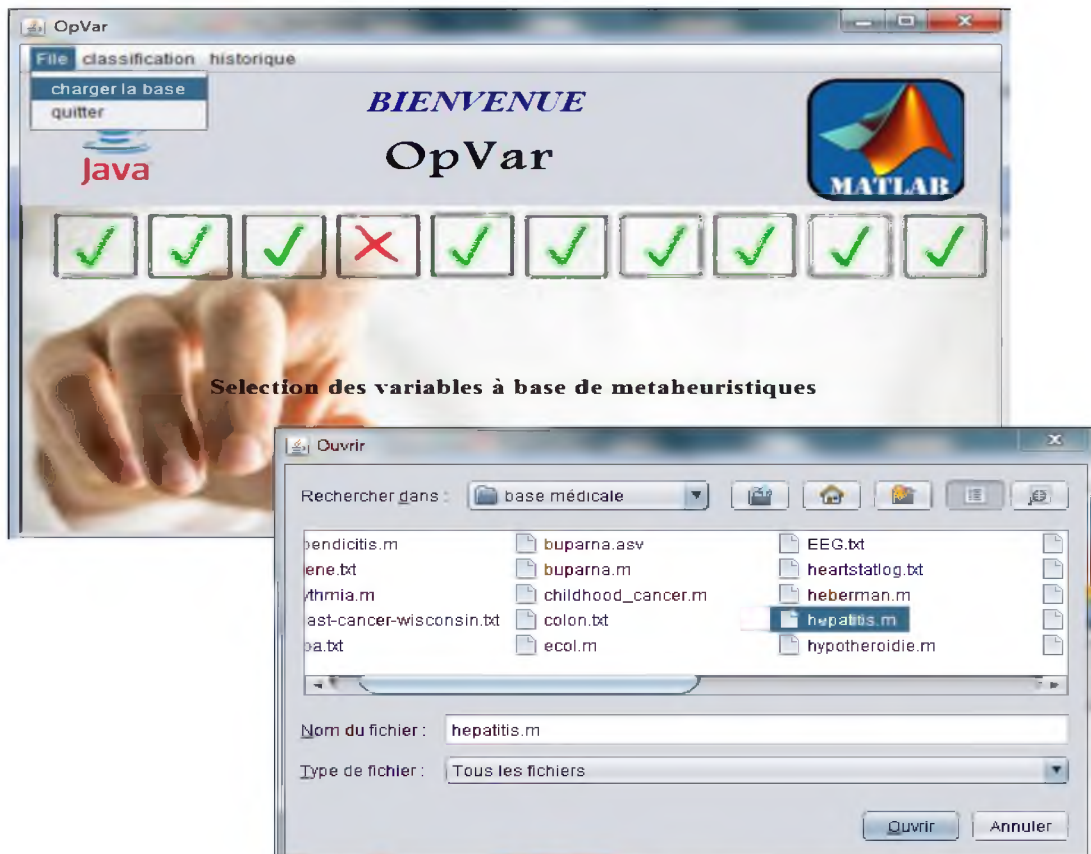 OpVar
File classification historique
charger la base
quitter
BIENVENUE
OpVar
Java
MATLAB
Selection des variables à base de metaheuristiques
Ouvrir
Rechercher dans : base médicale
pendicitis.m buparna.asv EEG.txt
ene.txt buparna.m heartstatlog.txt
ythmia.m childhood_cancer.m heberman.m
ast-cancer-wisconsin.txt colon.txt hepatitis.m
pa.txt ecol.m hypotheroidie.m
Nom du fichier : hepatitis.m
Type de fichier : Tous les fichiers
Ouvrir Annuler